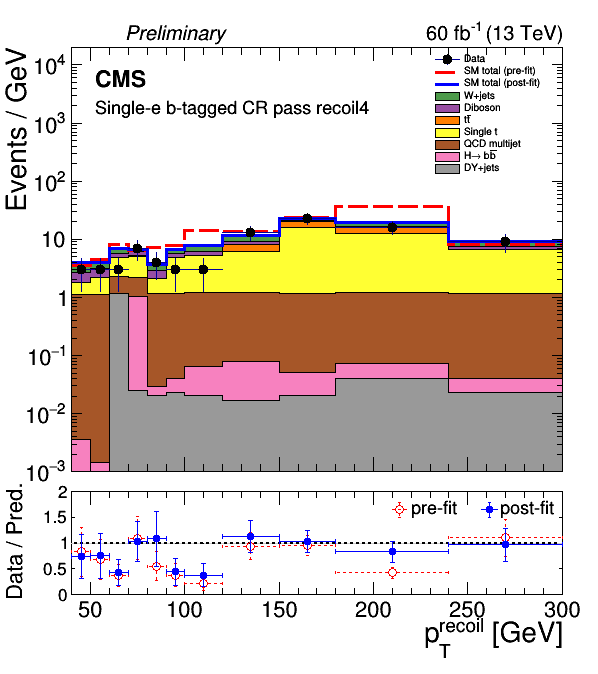 Preliminary 60 fb⁻¹ (13 TeV)
CMS
Single-e b-tagged CR pass recoil4
Data
SM total (pre-fit)
SM total (post-fit)
W+jets
Diboson
tt̅
Single t
QCD multijet
H→ bb̅
DY+jets
Events / GeV
10⁴
10³
10²
10
1
10⁻¹
10⁻²
10⁻³
Data / Pred.
2
1.5
1
0.5
0
pre-fit post-fit
50 100 150 200 250 300
p_T^recoil [GeV]